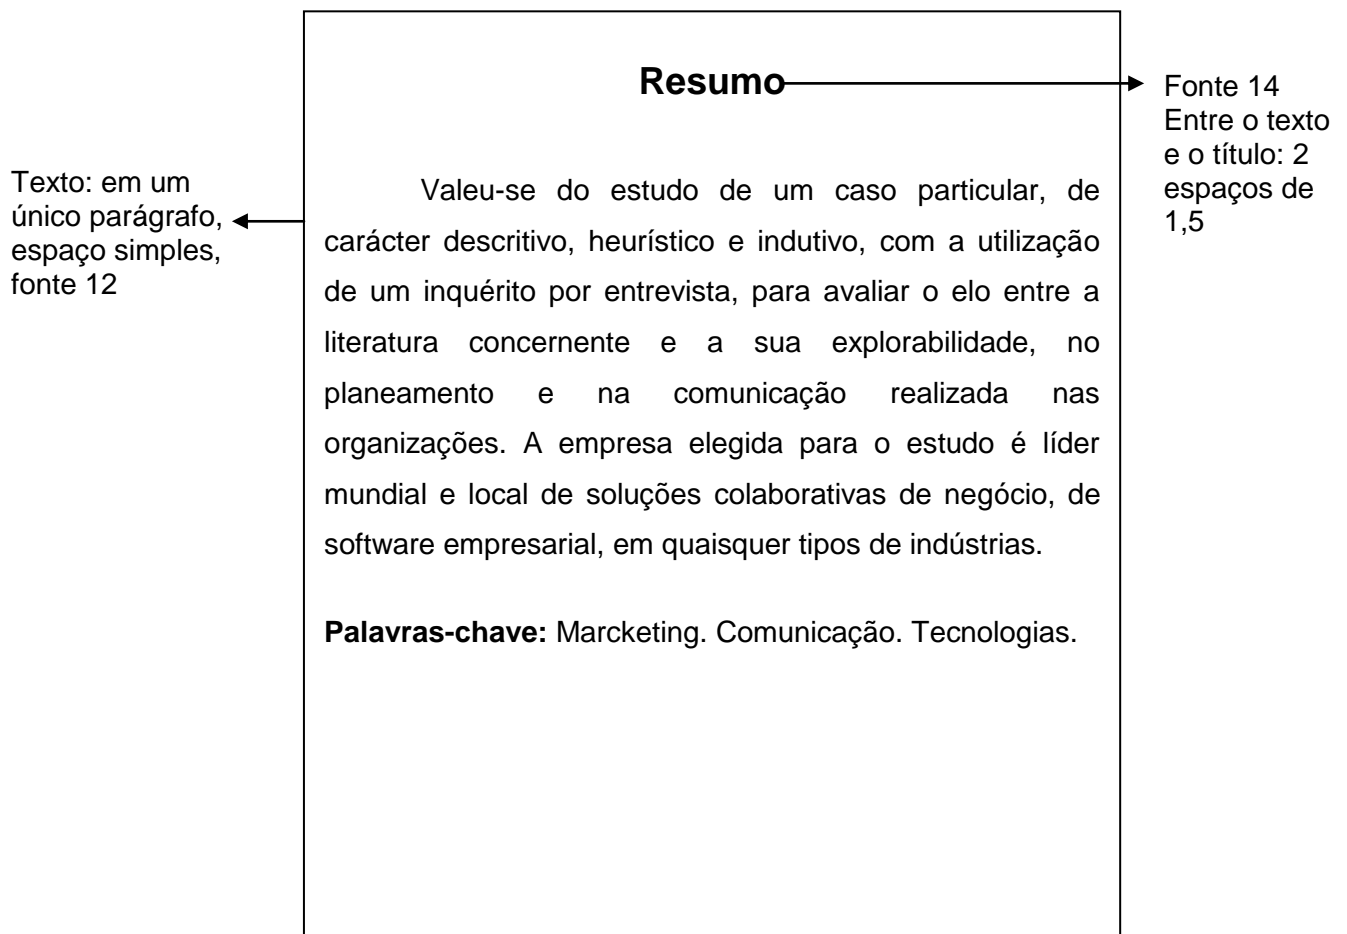 Resumo
Fonte 14
Entre o texto
e o título: 2
espaços de
1,5
Texto: em um
único parágrafo,
espaço simples,
fonte 12
Valeu-se do estudo de um caso particular, de
carácter descritivo, heurístico e indutivo, com a utilização
de um inquérito por entrevista, para avaliar o elo entre a
literatura concernente e a sua explorabilidade, no
planeamento e na comunicação realizada nas
organizações. A empresa elegida para o estudo é líder
mundial e local de soluções colaborativas de negócio, de
software empresarial, em quaisquer tipos de indústrias.
Palavras-chave: Marcketing. Comunicação. Tecnologias.